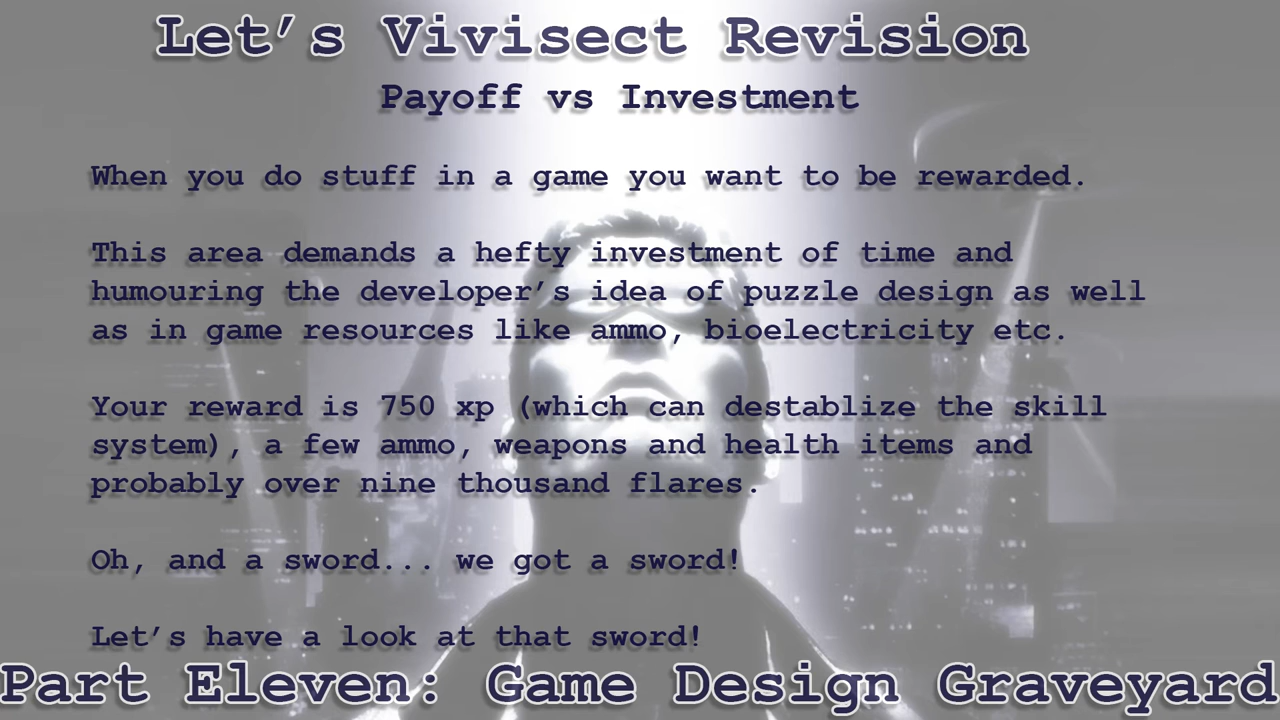 Let's Vivisect Revision
Payoff vs Investment
When you do stuff in a game you want to be rewarded.
This area demands a hefty investment of time and
humouring the developer's idea of puzzle design as well
as in game resources like ammo, bioelectricity etc.
Your reward is 750 xp (which can destablize the skill
system), a few ammo, weapons and health items and
probably over nine thousand flares.
Oh, and a sword... we got a sword!
Let's have a look at that sword!
Part Eleven: Game Design Graveyard